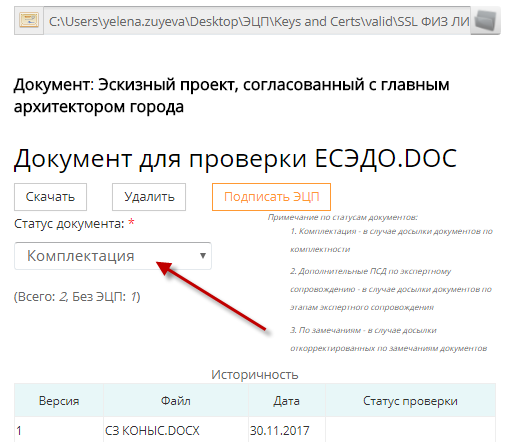 C:\Users\yelena.zuyeva\Desktop\ЭЦП\Keys and Certs\valid\SSL ФИЗ ЛИ
Документ: Эскизный проект, согласованный с главным
архитектором города
Документ для проверки ЕСЭДО.DOC
Скачать Удалить Подписать ЭЦП
Статус документа: *
Комплектация
(Всего: 2, Без ЭЦП: 1)
Примечание по статусам документов:
1. Комплектация - в случае досылки документов по
комплектности
2. Дополнительные ПСД по экспертному
сопровождению - в случае досылки документов по
этапам экспертного сопровождения
3. По замечаниям - в случае досылки
откорректированных по замечаниям документов
Историчность
Версия Файл Дата Статус проверки
1 СЗ КОНЫС.DOCX 30.11.2017